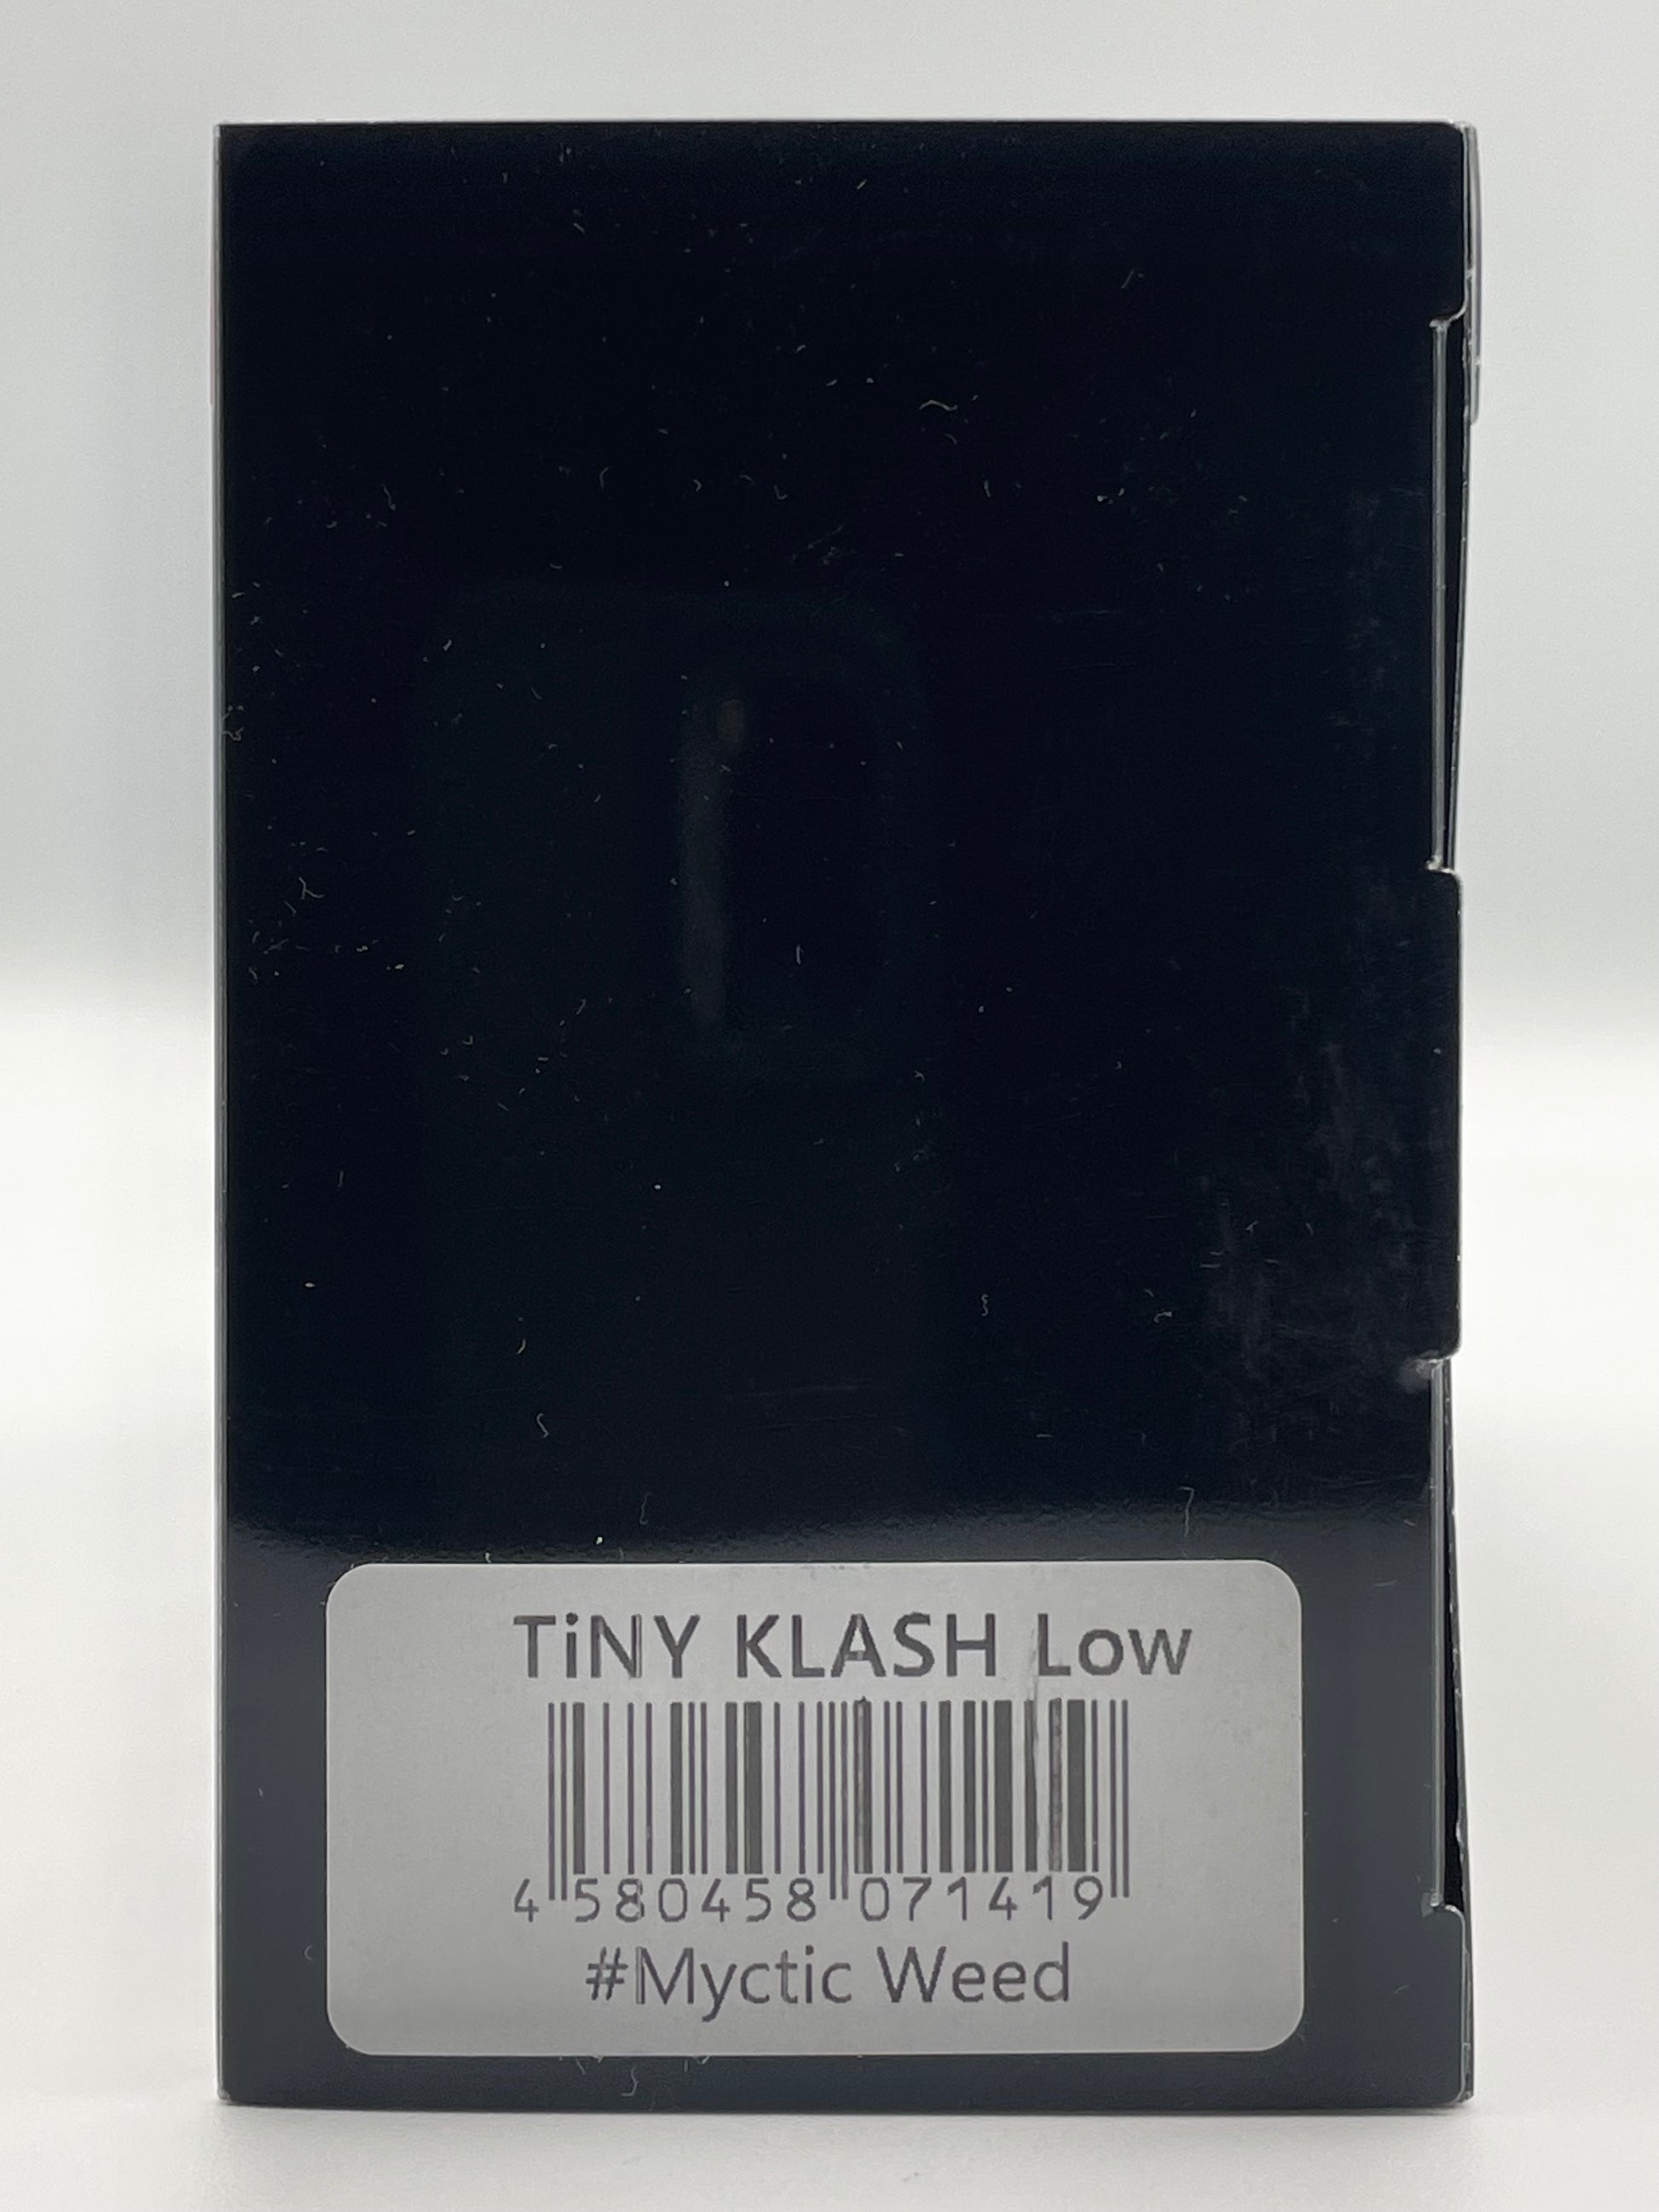 TiNY KLASH Low
4 580458 071419
#Myctic Weed